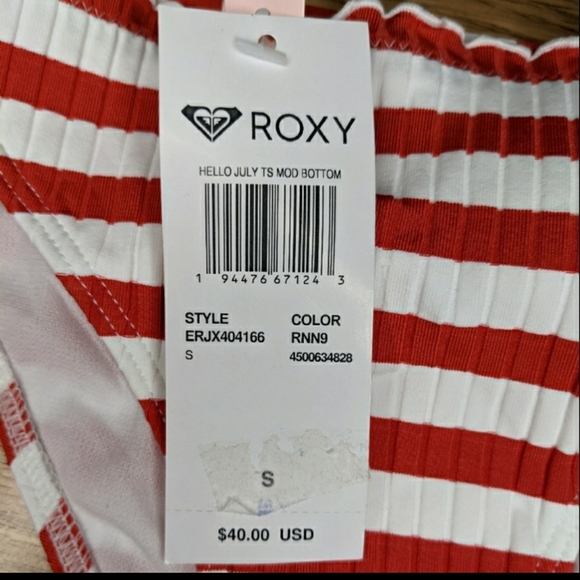 ROXY
HELLO JULY TS MOD BOTTOM
1 94476 67124 3
STYLE COLOR
ERJX404166 RNN9
S 4500634828
S
$40.00 USD